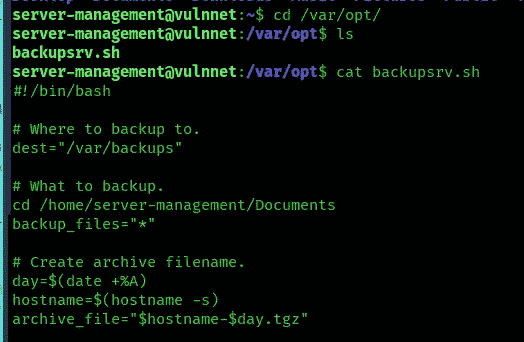 server-management@vulnnet:~$ cd /var/opt/
server-management@vulnnet:/var/opt$ ls
backupsrv.sh
server-management@vulnnet:/var/opt$ cat backupsrv.sh
#!/bin/bash
# Where to backup to.
dest="/var/backups"
# What to backup.
cd /home/server-management/Documents
backup_files="*"
# Create archive filename.
day=$(date +%A)
hostname=$(hostname -s)
archive_file="$hostname-$day.tgz"